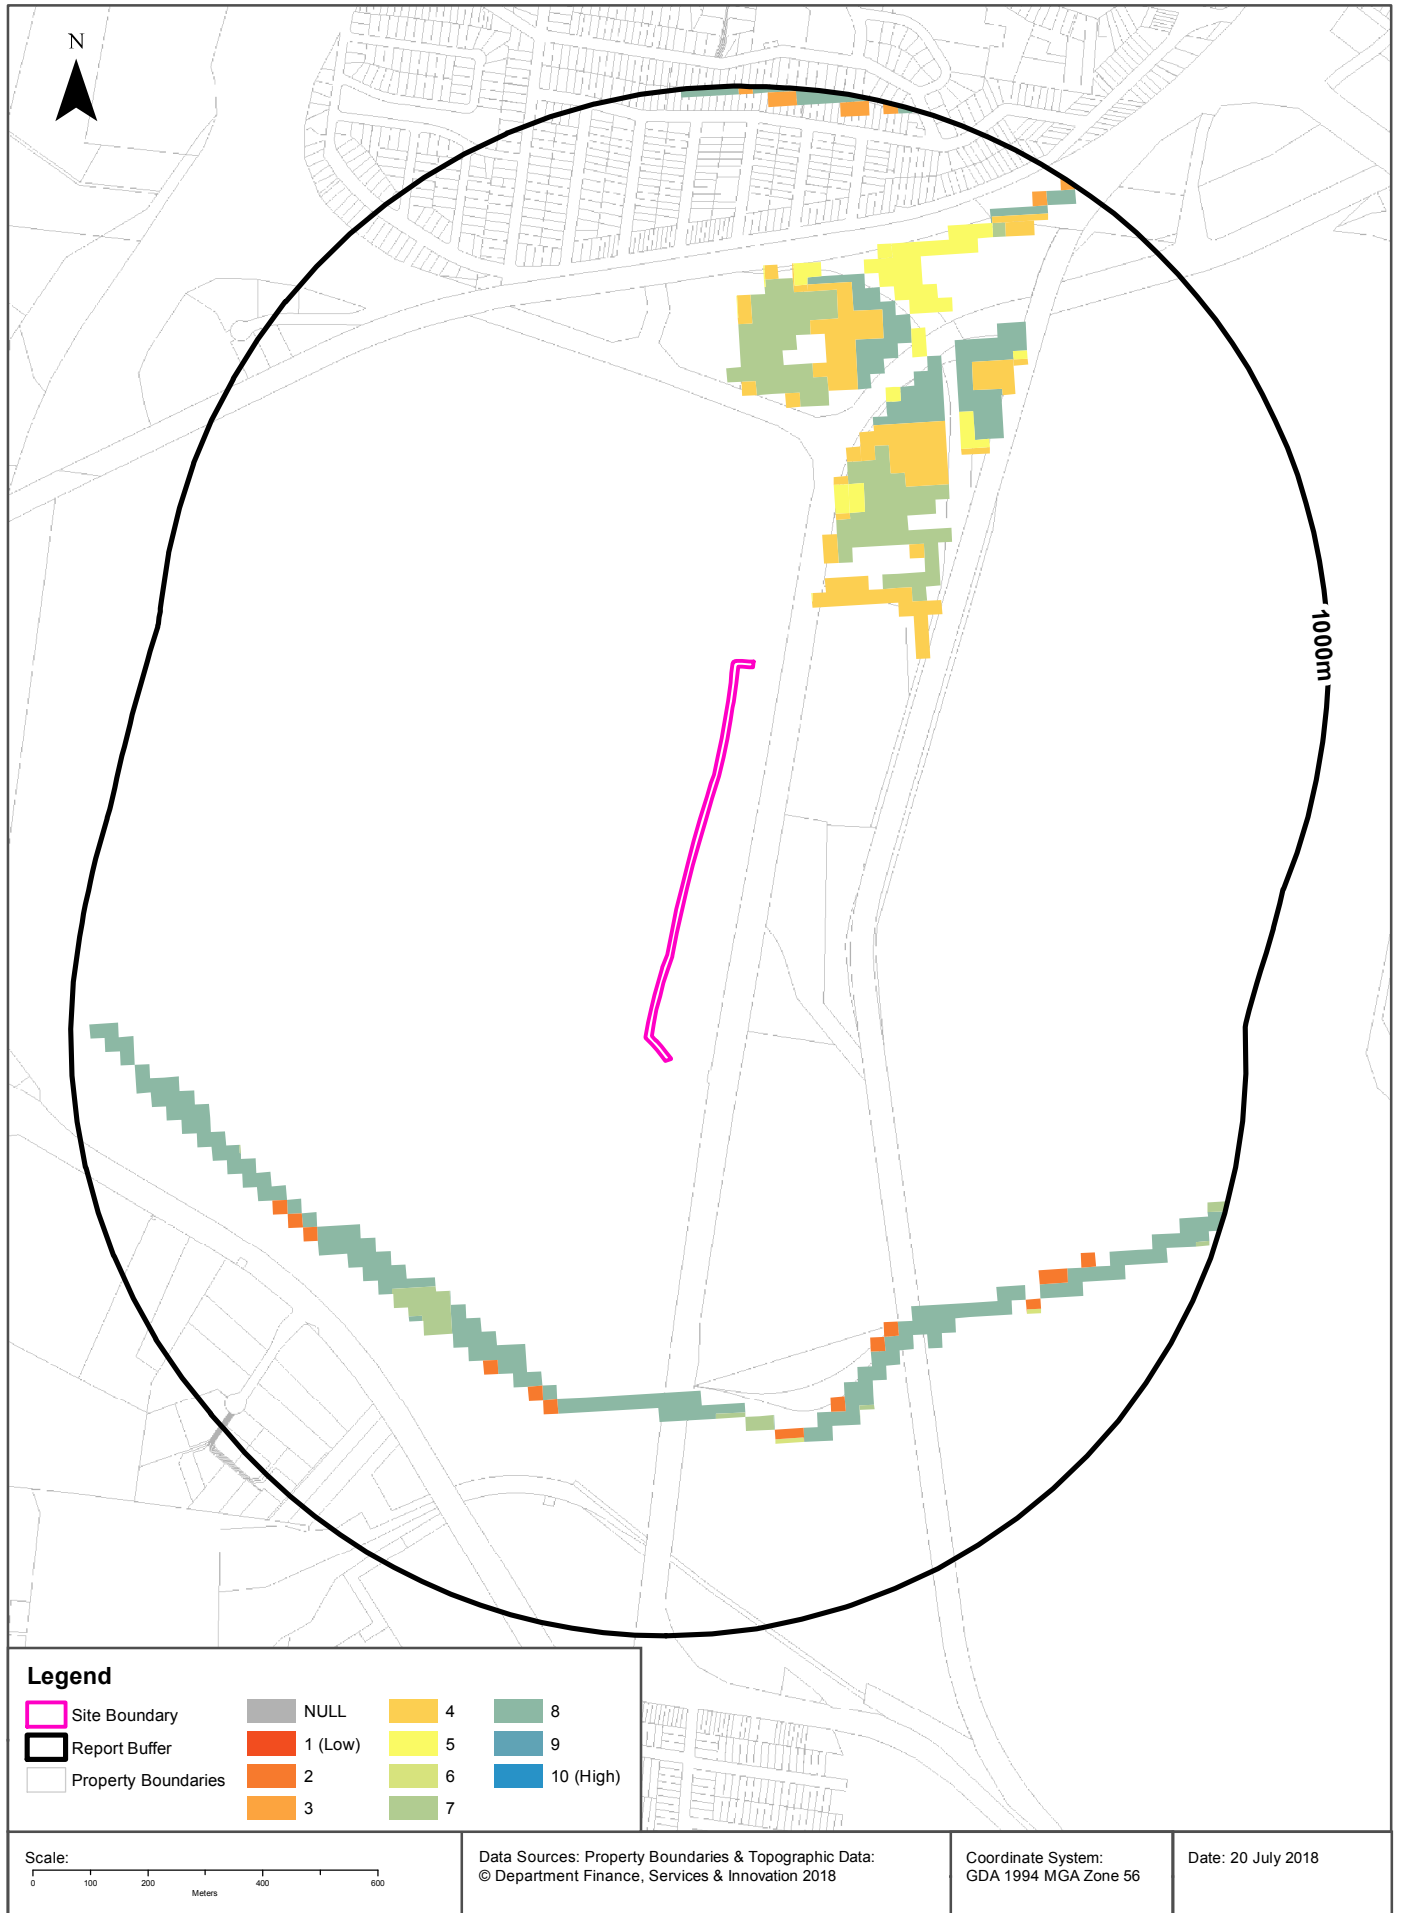 N
1000m
Legend
Site Boundary
Report Buffer
Property Boundaries
NULL
1 (Low)
2
3
4
5
6
7
8
9
10 (High)
Scale:
0 100 200 400 600
Meters
Data Sources: Property Boundaries & Topographic Data:
© Department Finance, Services & Innovation 2018
Coordinate System:
GDA 1994 MGA Zone 56
Date: 20 July 2018